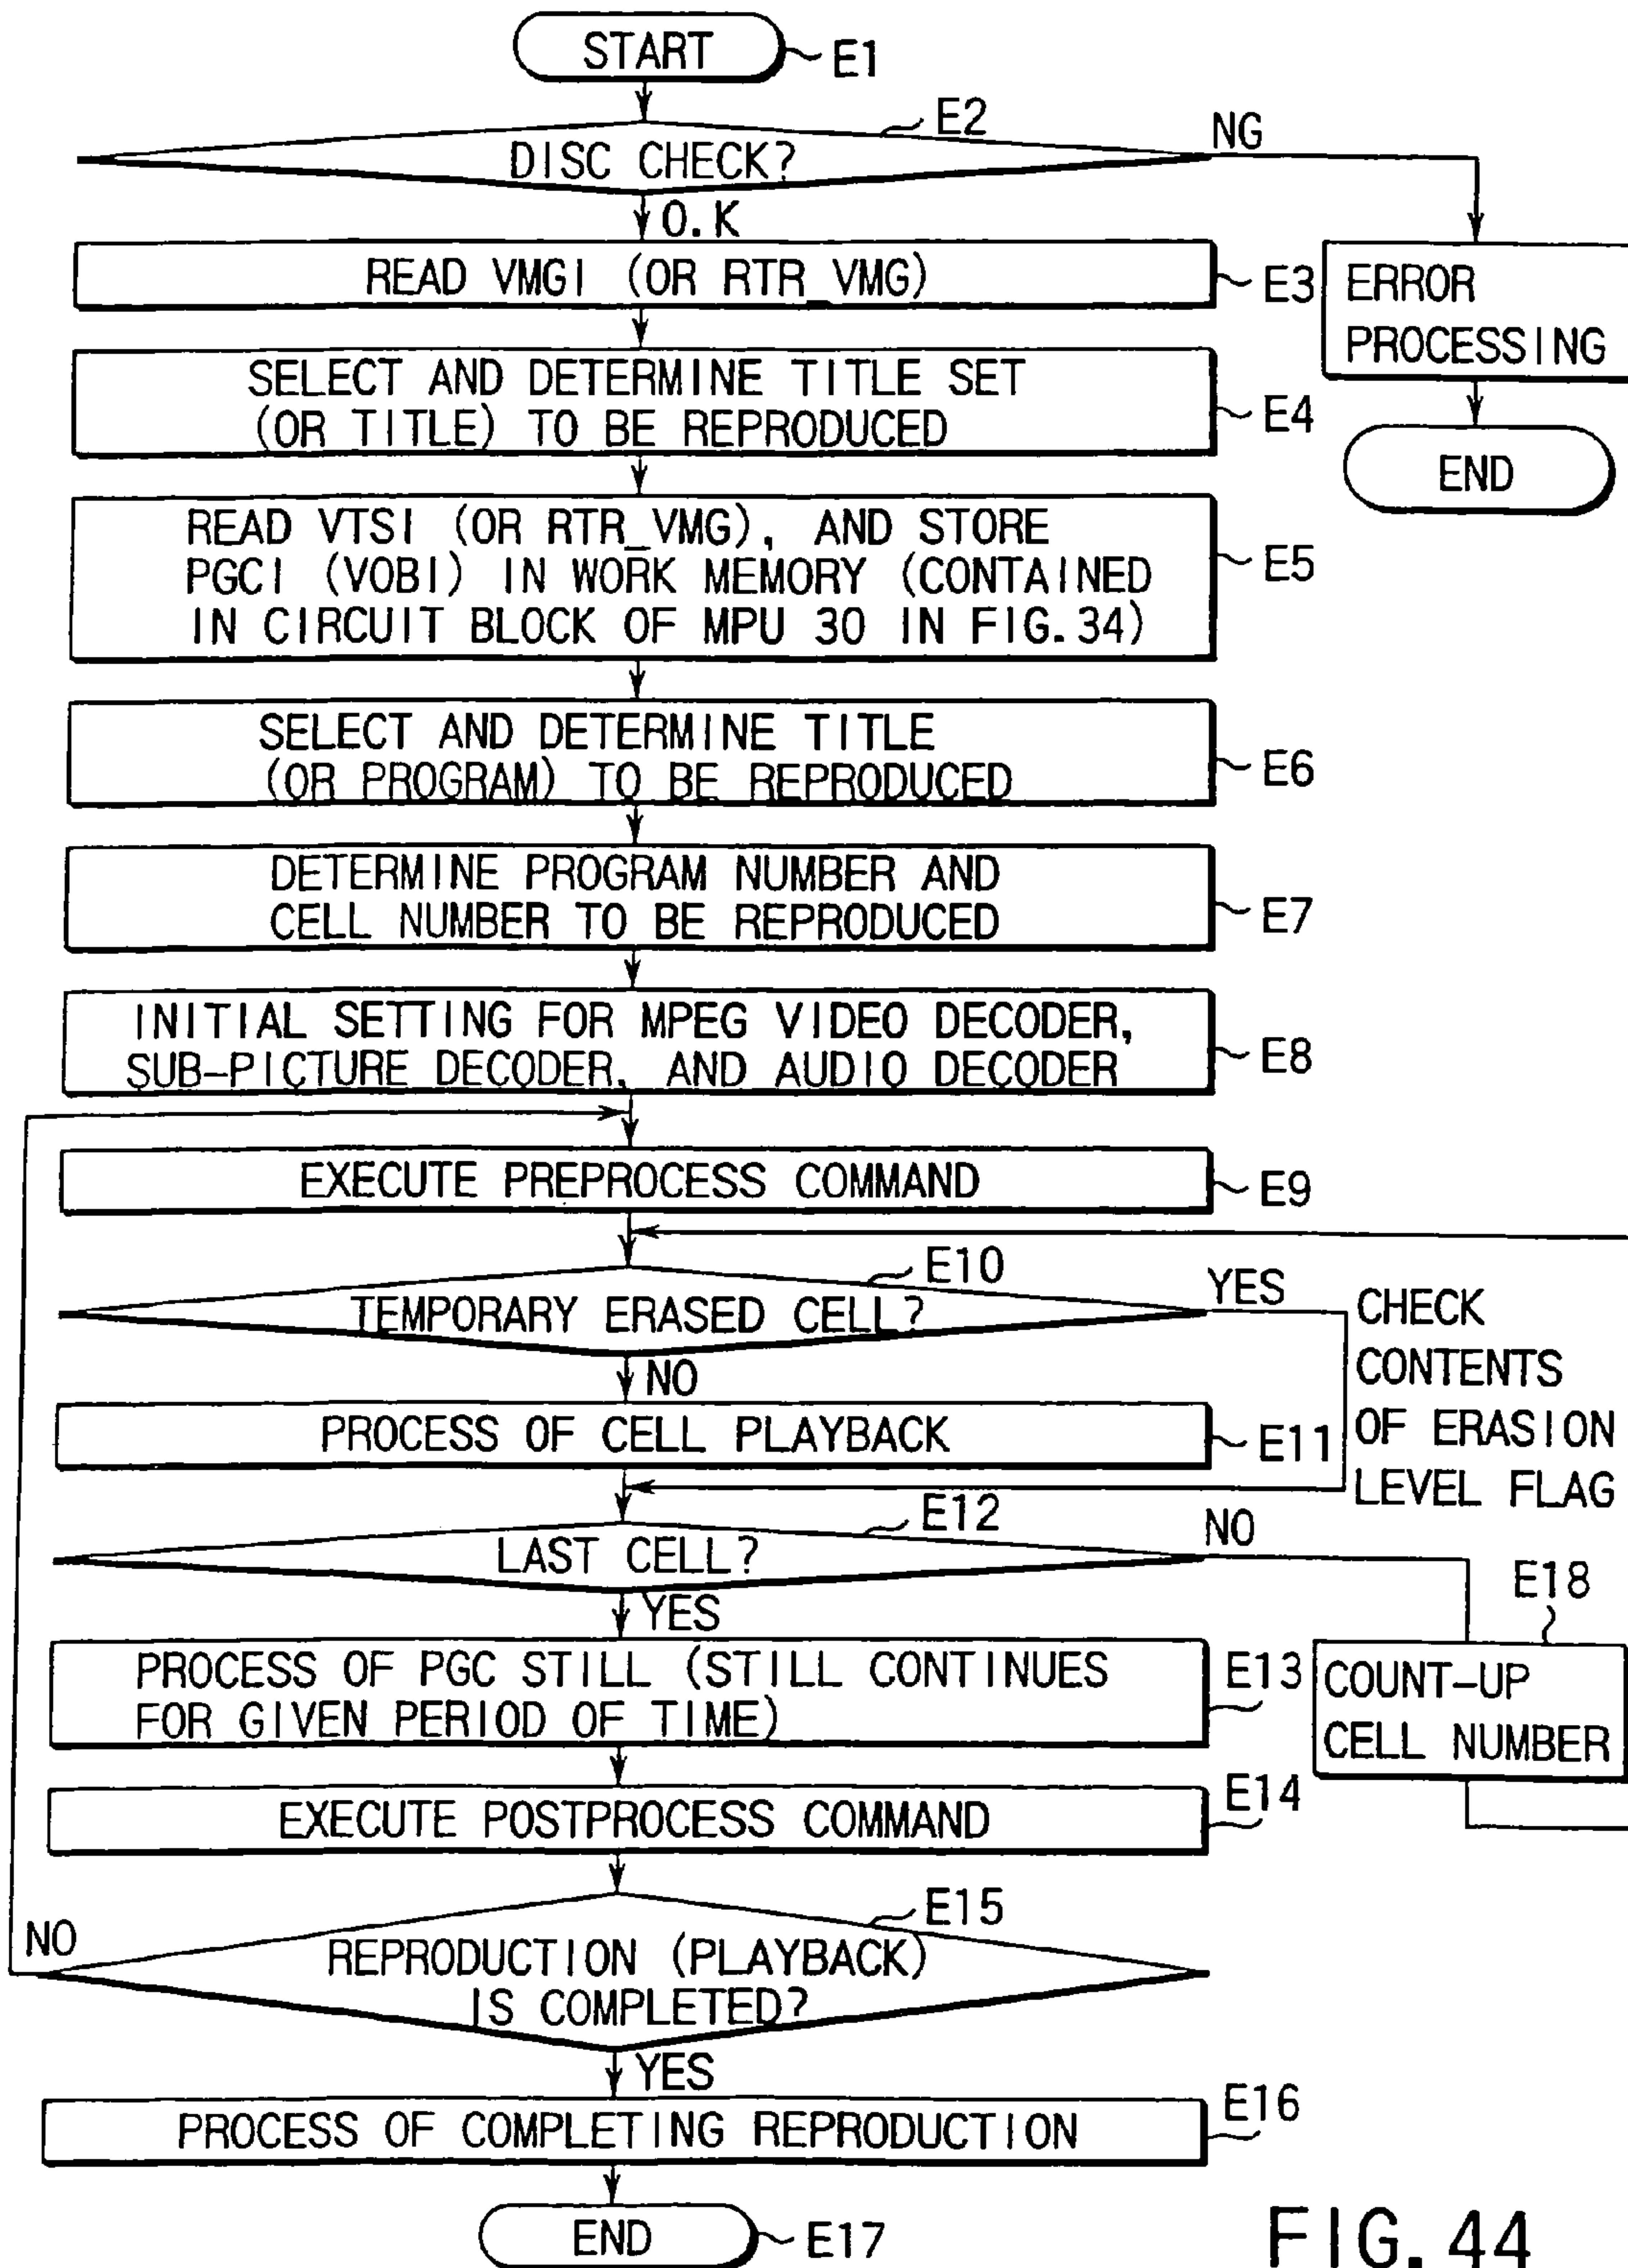 START
E1
E2
DISC CHECK?
NG
O.K
READ VMGI (OR RTR_VMG)
E3
ERROR
PROCESSING
END
SELECT AND DETERMINE TITLE SET
(OR TITLE) TO BE REPRODUCED
E4
READ VTSI (OR RTR_VMG), AND STORE
PGCI (VOBI) IN WORK MEMORY (CONTAINED
IN CIRCUIT BLOCK OF MPU 30 IN FIG.34)
E5
SELECT AND DETERMINE TITLE
(OR PROGRAM) TO BE REPRODUCED
E6
DETERMINE PROGRAM NUMBER AND
CELL NUMBER TO BE REPRODUCED
E7
INITIAL SETTING FOR MPEG VIDEO DECODER,
SUB-PICTURE DECODER, AND AUDIO DECODER
E8
EXECUTE PREPROCESS COMMAND
E9
E10
TEMPORARY ERASED CELL?
YES
CHECK
CONTENTS
OF ERASION
LEVEL FLAG
NO
PROCESS OF CELL PLAYBACK
E11
E12
LAST CELL?
NO
YES
E18
COUNT-UP
CELL NUMBER
PROCESS OF PGC STILL (STILL CONTINUES
FOR GIVEN PERIOD OF TIME)
E13
EXECUTE POSTPROCESS COMMAND
E14
E15
NO
REPRODUCTION (PLAYBACK)
IS COMPLETED?
YES
PROCESS OF COMPLETING REPRODUCTION
E16
END
E17
FIG. 44